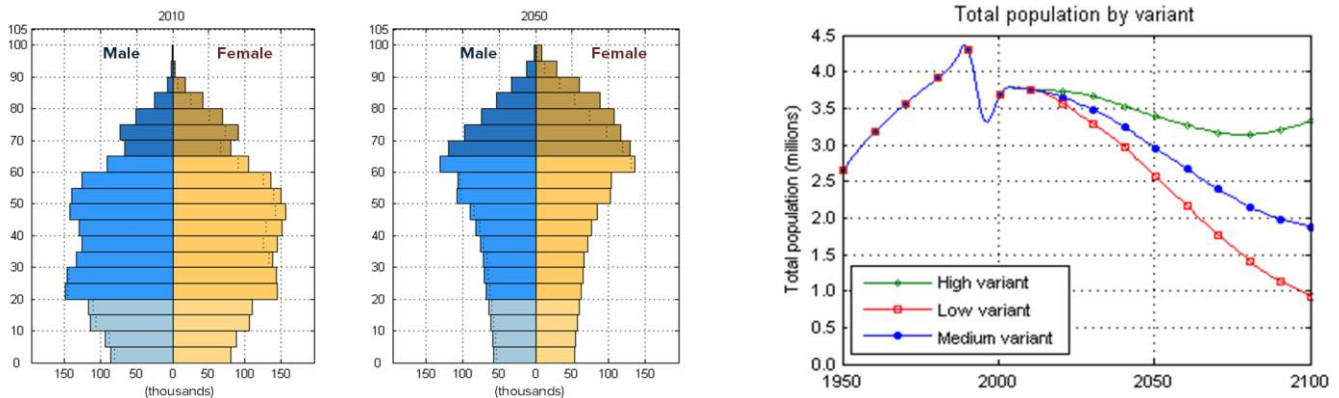 2010
Male
Female
105
100
90
80
70
60
50
40
30
20
10
0
150 100 50 0 50 100 150
(thousands)
2050
Male
Female
105
100
90
80
70
60
50
40
30
20
10
0
150 100 50 0 50 100 150
(thousands)
Total population by variant
Total population (millions)
4.5
4.0
3.5
3.0
2.5
2.0
1.5
1.0
0.5
0.0
High variant
Low variant
Medium variant
1950 2000 2050 2100